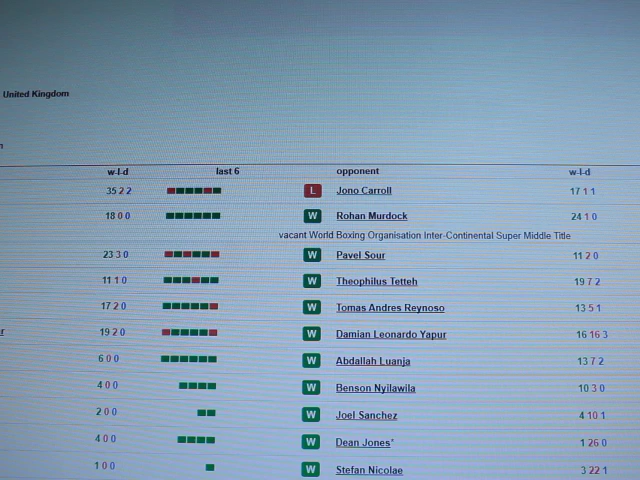 United Kingdom
w-l-d last 6 opponent w-l-d
35 2 2 L Jono Carroll 17 1 1
18 0 0 W Rohan Murdock 24 1 0
vacant World Boxing Organisation Inter-Continental Super Middle Title
23 3 0 W Pavel Sour 11 2 0
11 1 0 W Theophilus Tetteh 19 7 2
17 2 0 W Tomas Andres Reynoso 13 5 1
19 2 0 W Damian Leonardo Yapur 16 16 3
6 0 0 W Abdallah Luanja 13 7 2
4 0 0 W Benson Nyilawila 10 3 0
2 0 0 W Joel Sanchez 4 10 1
4 0 0 W Dean Jones* 1 26 0
1 0 0 W Stefan Nicolae 3 22 1